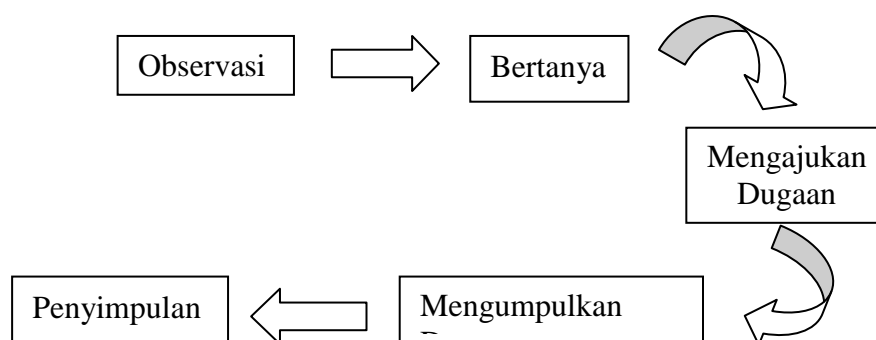 Observasi
Bertanya
Mengajukan
Dugaan
Mengumpulkan
Penyimpulan